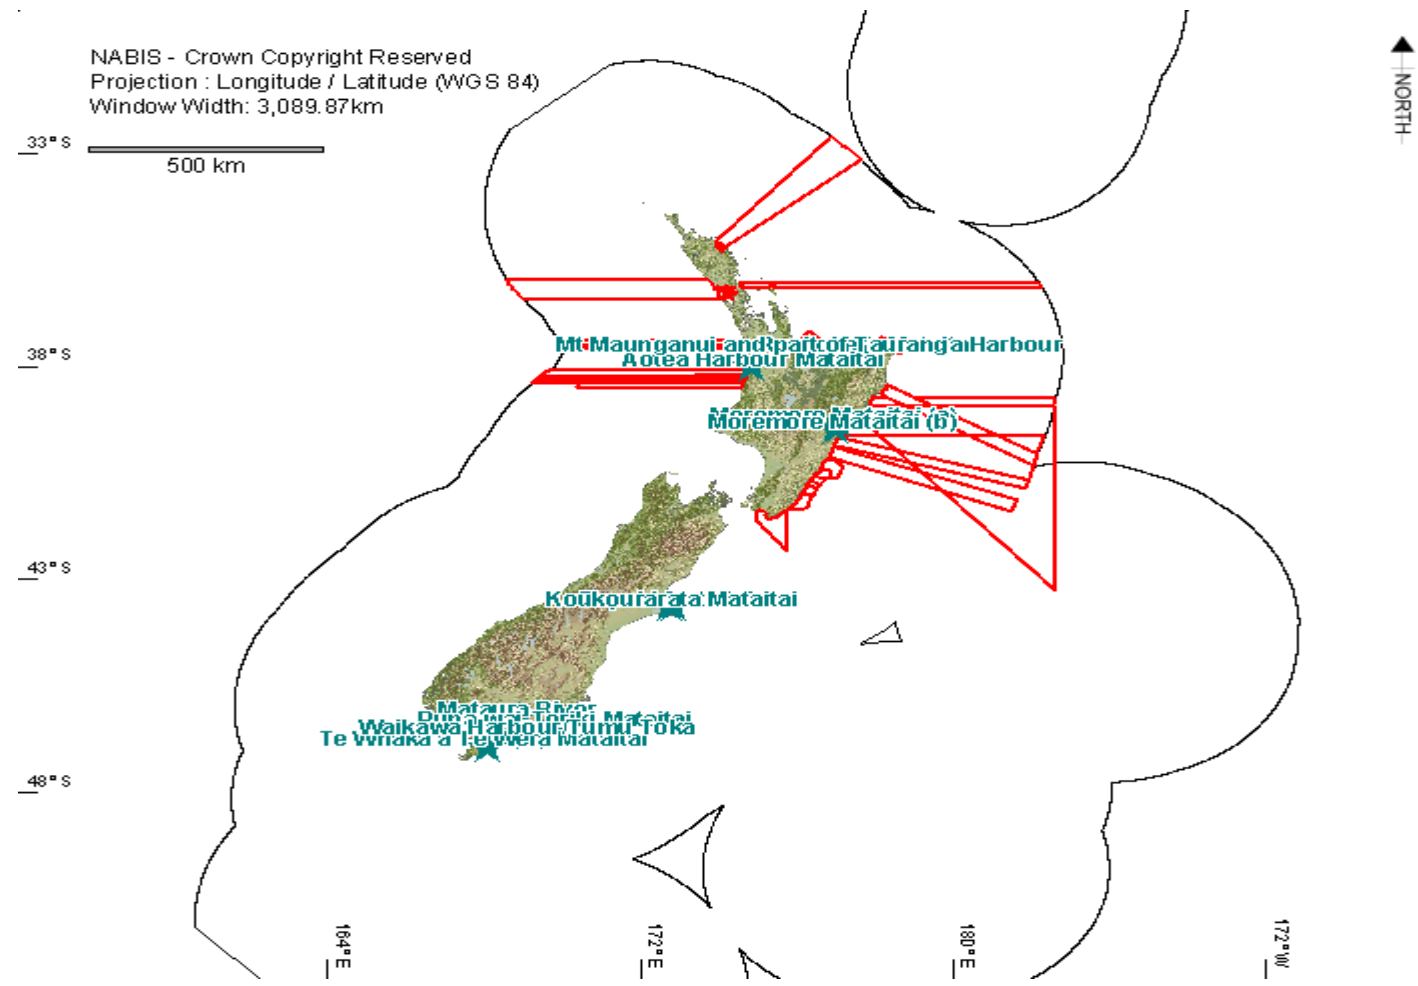 NABIS - Crown Copyright Reserved
Projection : Longitude / Latitude (WGS 84)
Window Width: 3,089.87km
NORTH
33°S
500 km
38°S
Mt Maunganui and part of Tauranga Harbour
Aotea Harbour Mataitai
Moremore Mataitai (b)
43°S
Koukourarata Mataitai
Mataura River
Mataitai
Waikawa Harbour/Tumu Toka
Te Whaka a Te Wera Mataitai
48°S
164°E
172°E
180°E
172°W